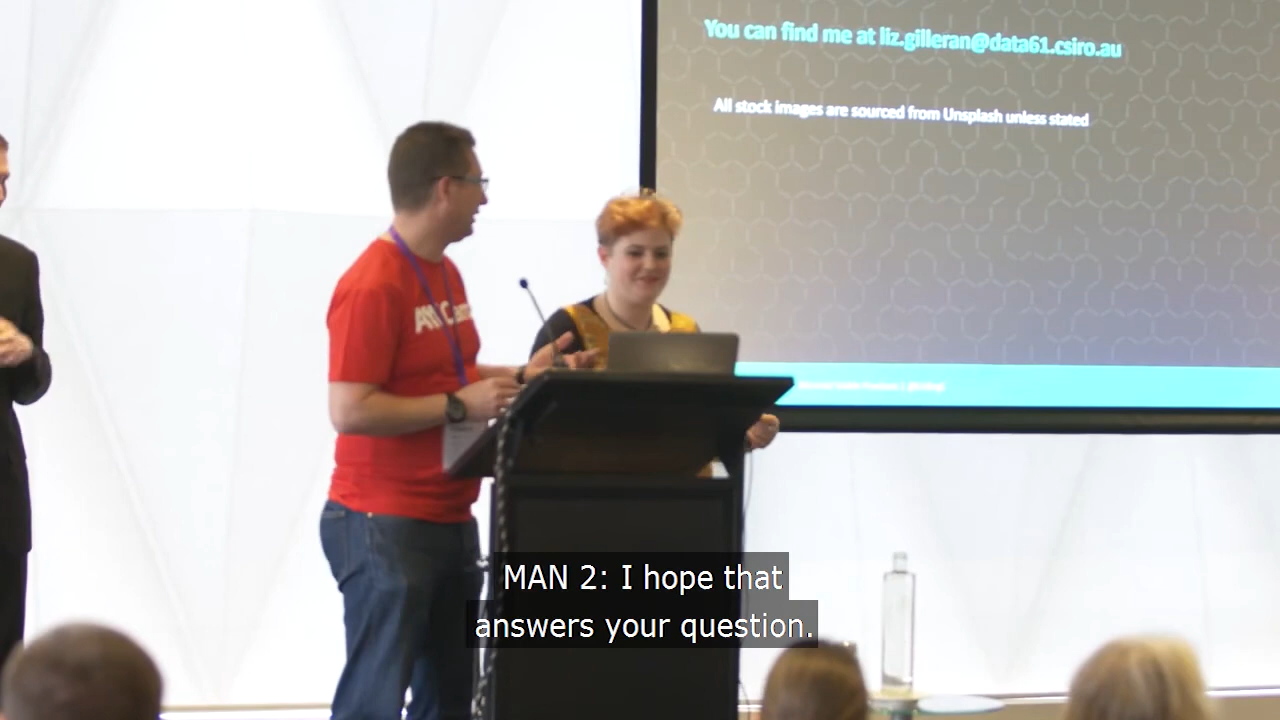 You can find me at liz.gilleran@data61.csiro.au
All stock images are sourced from Unsplash unless stated
MAN 2: I hope that
answers your question.